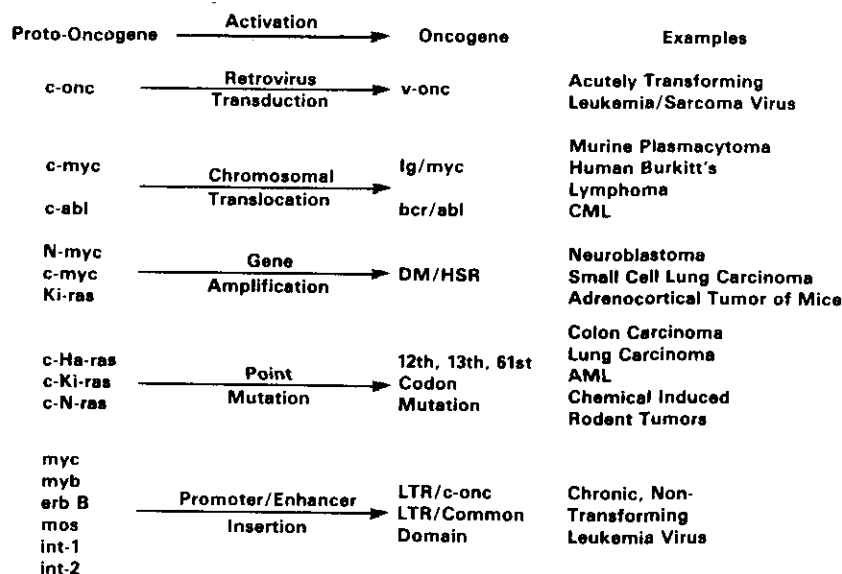 Activation
Proto-Oncogene Oncogene Examples
Retrovirus
c-onc v-onc Acutely Transforming
Transduction Leukemia/Sarcoma Virus
Murine Plasmacytoma
c-myc Chromosomal Ig/myc Human Burkitt's
Translocation Lymphoma
c-abl bcr/abl CML
N-myc Gene Neuroblastoma
c-myc DM/HSR Small Cell Lung Carcinoma
Ki-ras Amplification Adrenocortical Tumor of Mice
Colon Carcinoma
c-Ha-ras Point 12th, 13th, 61st Lung Carcinoma
c-Ki-ras Codon AML
c-N-ras Mutation Mutation Chemical Induced
Rodent Tumors
myc
myb
erb B Promoter/Enhancer LTR/c-onc Chronic, Non-
mos Insertion LTR/Common Transforming
int-1 Domain Leukemia Virus
int-2